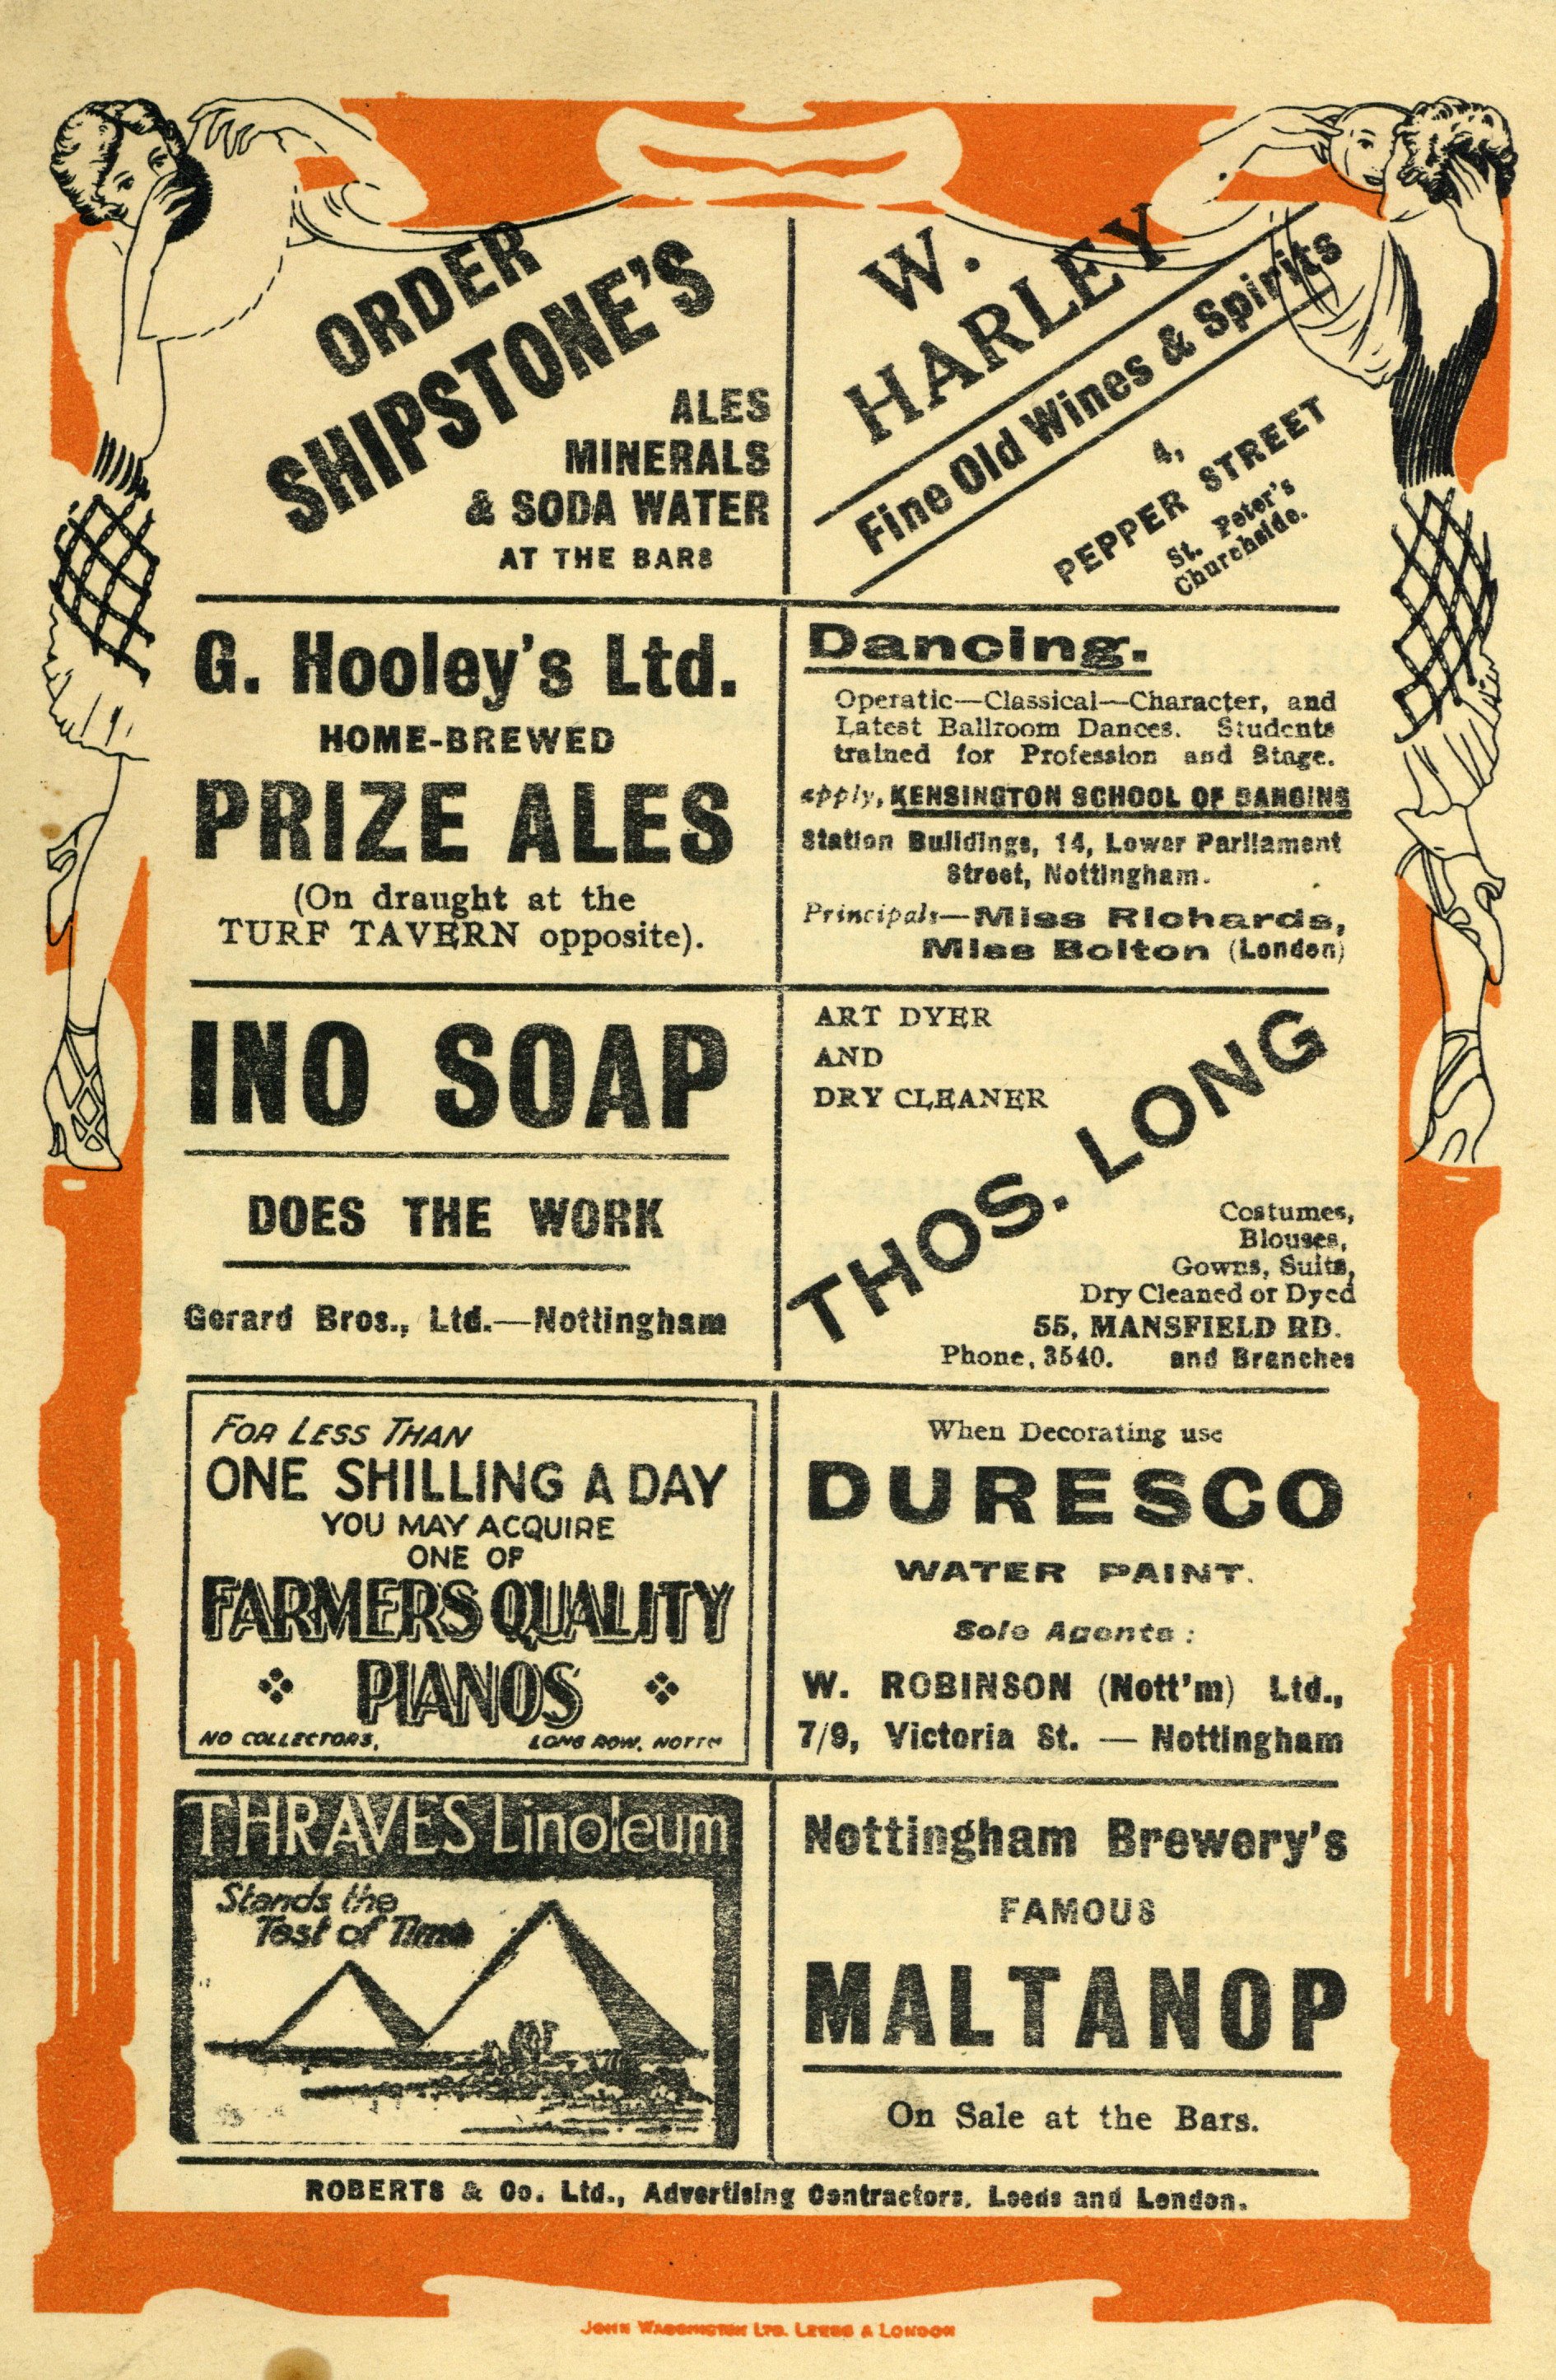 ORDER
SHIPSTONE'S
ALES
MINERALS
& SODA WATER
AT THE BARS
W.
HARLEY
Fine Old Wines & Spirits
4,
PEPPER STREET
St. Peter's
Churchside.
G. Hooley's Ltd.
HOME-BREWED
PRIZE ALES
(On draught at the
TURF TAVERN opposite).
Dancing.
Operatic—Classical—Character, and
Latest Ballroom Dances. Students
trained for Profession and Stage.
apply, KENSINGTON SCHOOL OF DANCING
Station Buildings, 14, Lower Parliament
Street, Nottingham.
Principals—Miss Richards,
Miss Bolton (London)
INO SOAP
DOES THE WORK
Gerard Bros., Ltd.—Nottingham
ART DYER
AND
DRY CLEANER
THOS. LONG
Costumes,
Blouses,
Gowns, Suits,
Dry Cleaned or Dyed
55, MANSFIELD RD.
Phone, 3540. and Branches
FOR LESS THAN
ONE SHILLING A DAY
YOU MAY ACQUIRE
ONE OF
FARMERS QUALITY
PIANOS
NO COLLECTORS, LONG ROW, NOTTM
When Decorating use
DURESCO
WATER PAINT.
Sole Agents :
W. ROBINSON (Nott'm) Ltd.,
7/9, Victoria St. — Nottingham
THRAVES Linoleum
Stands the
Test of Time
Nottingham Brewery's
FAMOUS
MALTANOP
On Sale at the Bars.
ROBERTS & Co. Ltd., Advertising Contractors, Leeds and London.
JOHN WADDINGTON LTD. LEEDS & LONDON